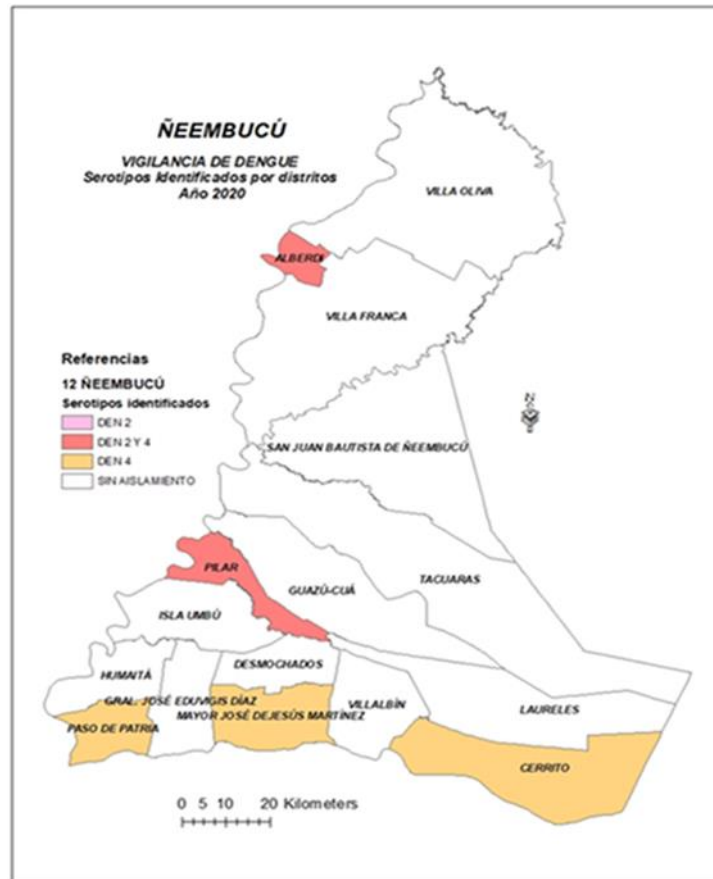 ÑEEMBUCÚ
VIGILANCIA DE DENGUE
Serotipos Identificados por distritos
Año 2020
VILLA OLIVA
ALBERDI
VILLA FRANCA
Referencias
12 ÑEEMBUCÚ
Serotipos identificados
DEN 2
DEN 2 Y 4
DEN 4
SIN AISLAMIENTO
N
SAN JUAN BAUTISTA DE ÑEEMBUCÚ
PILAR
GUAZÚ-CUÁ
TACUARAS
ISLA UMBÚ
DESMOCHADOS
HUMAITÁ
GRAL. JOSÉ EDUVIGIS DÍAZ
VILLALBÍN
LAURELES
MAYOR JOSÉ DEJESÚS MARTÍNEZ
PASO DE PATRIA
CERRITO
0 5 10 20 Kilometers